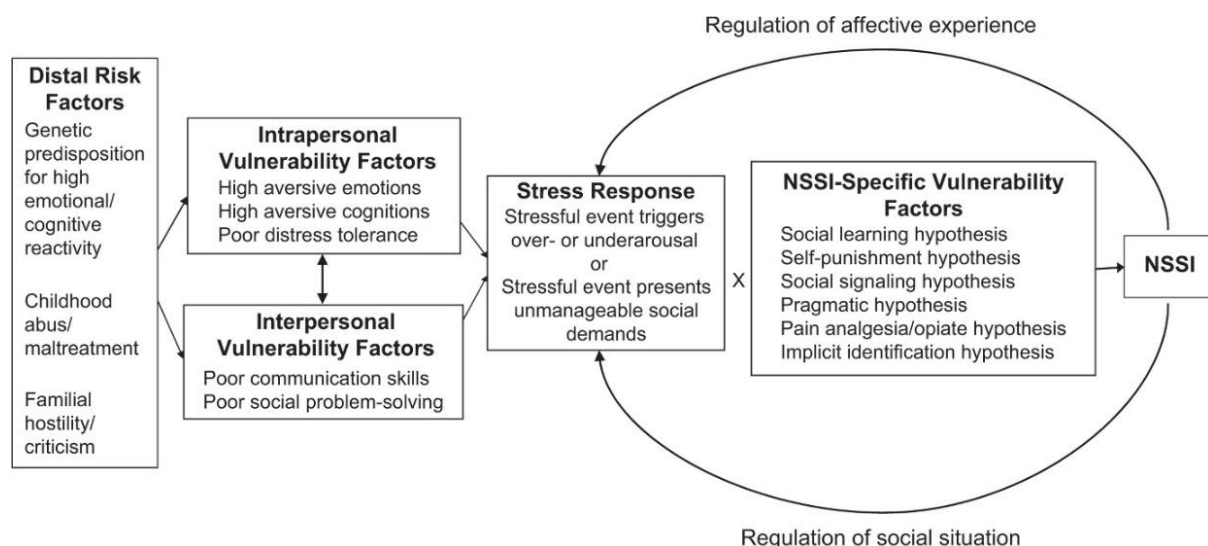 Regulation of affective experience
Distal Risk
Factors
Genetic
predisposition
for high
emotional/
cognitive
reactivity
Childhood
abus/
maltreatment
Familial
hostility/
criticism
Intrapersonal
Vulnerability Factors
High aversive emotions
High aversive cognitions
Poor distress tolerance
Interpersonal
Vulnerability Factors
Poor communication skills
Poor social problem-solving
Stress Response
Stressful event triggers
over- or underarousal
or
Stressful event presents
unmanageable social
demands
X
NSSI-Specific Vulnerability
Factors
Social learning hypothesis
Self-punishment hypothesis
Social signaling hypothesis
Pragmatic hypothesis
Pain analgesia/opiate hypothesis
Implicit identification hypothesis
NSSI
Regulation of social situation